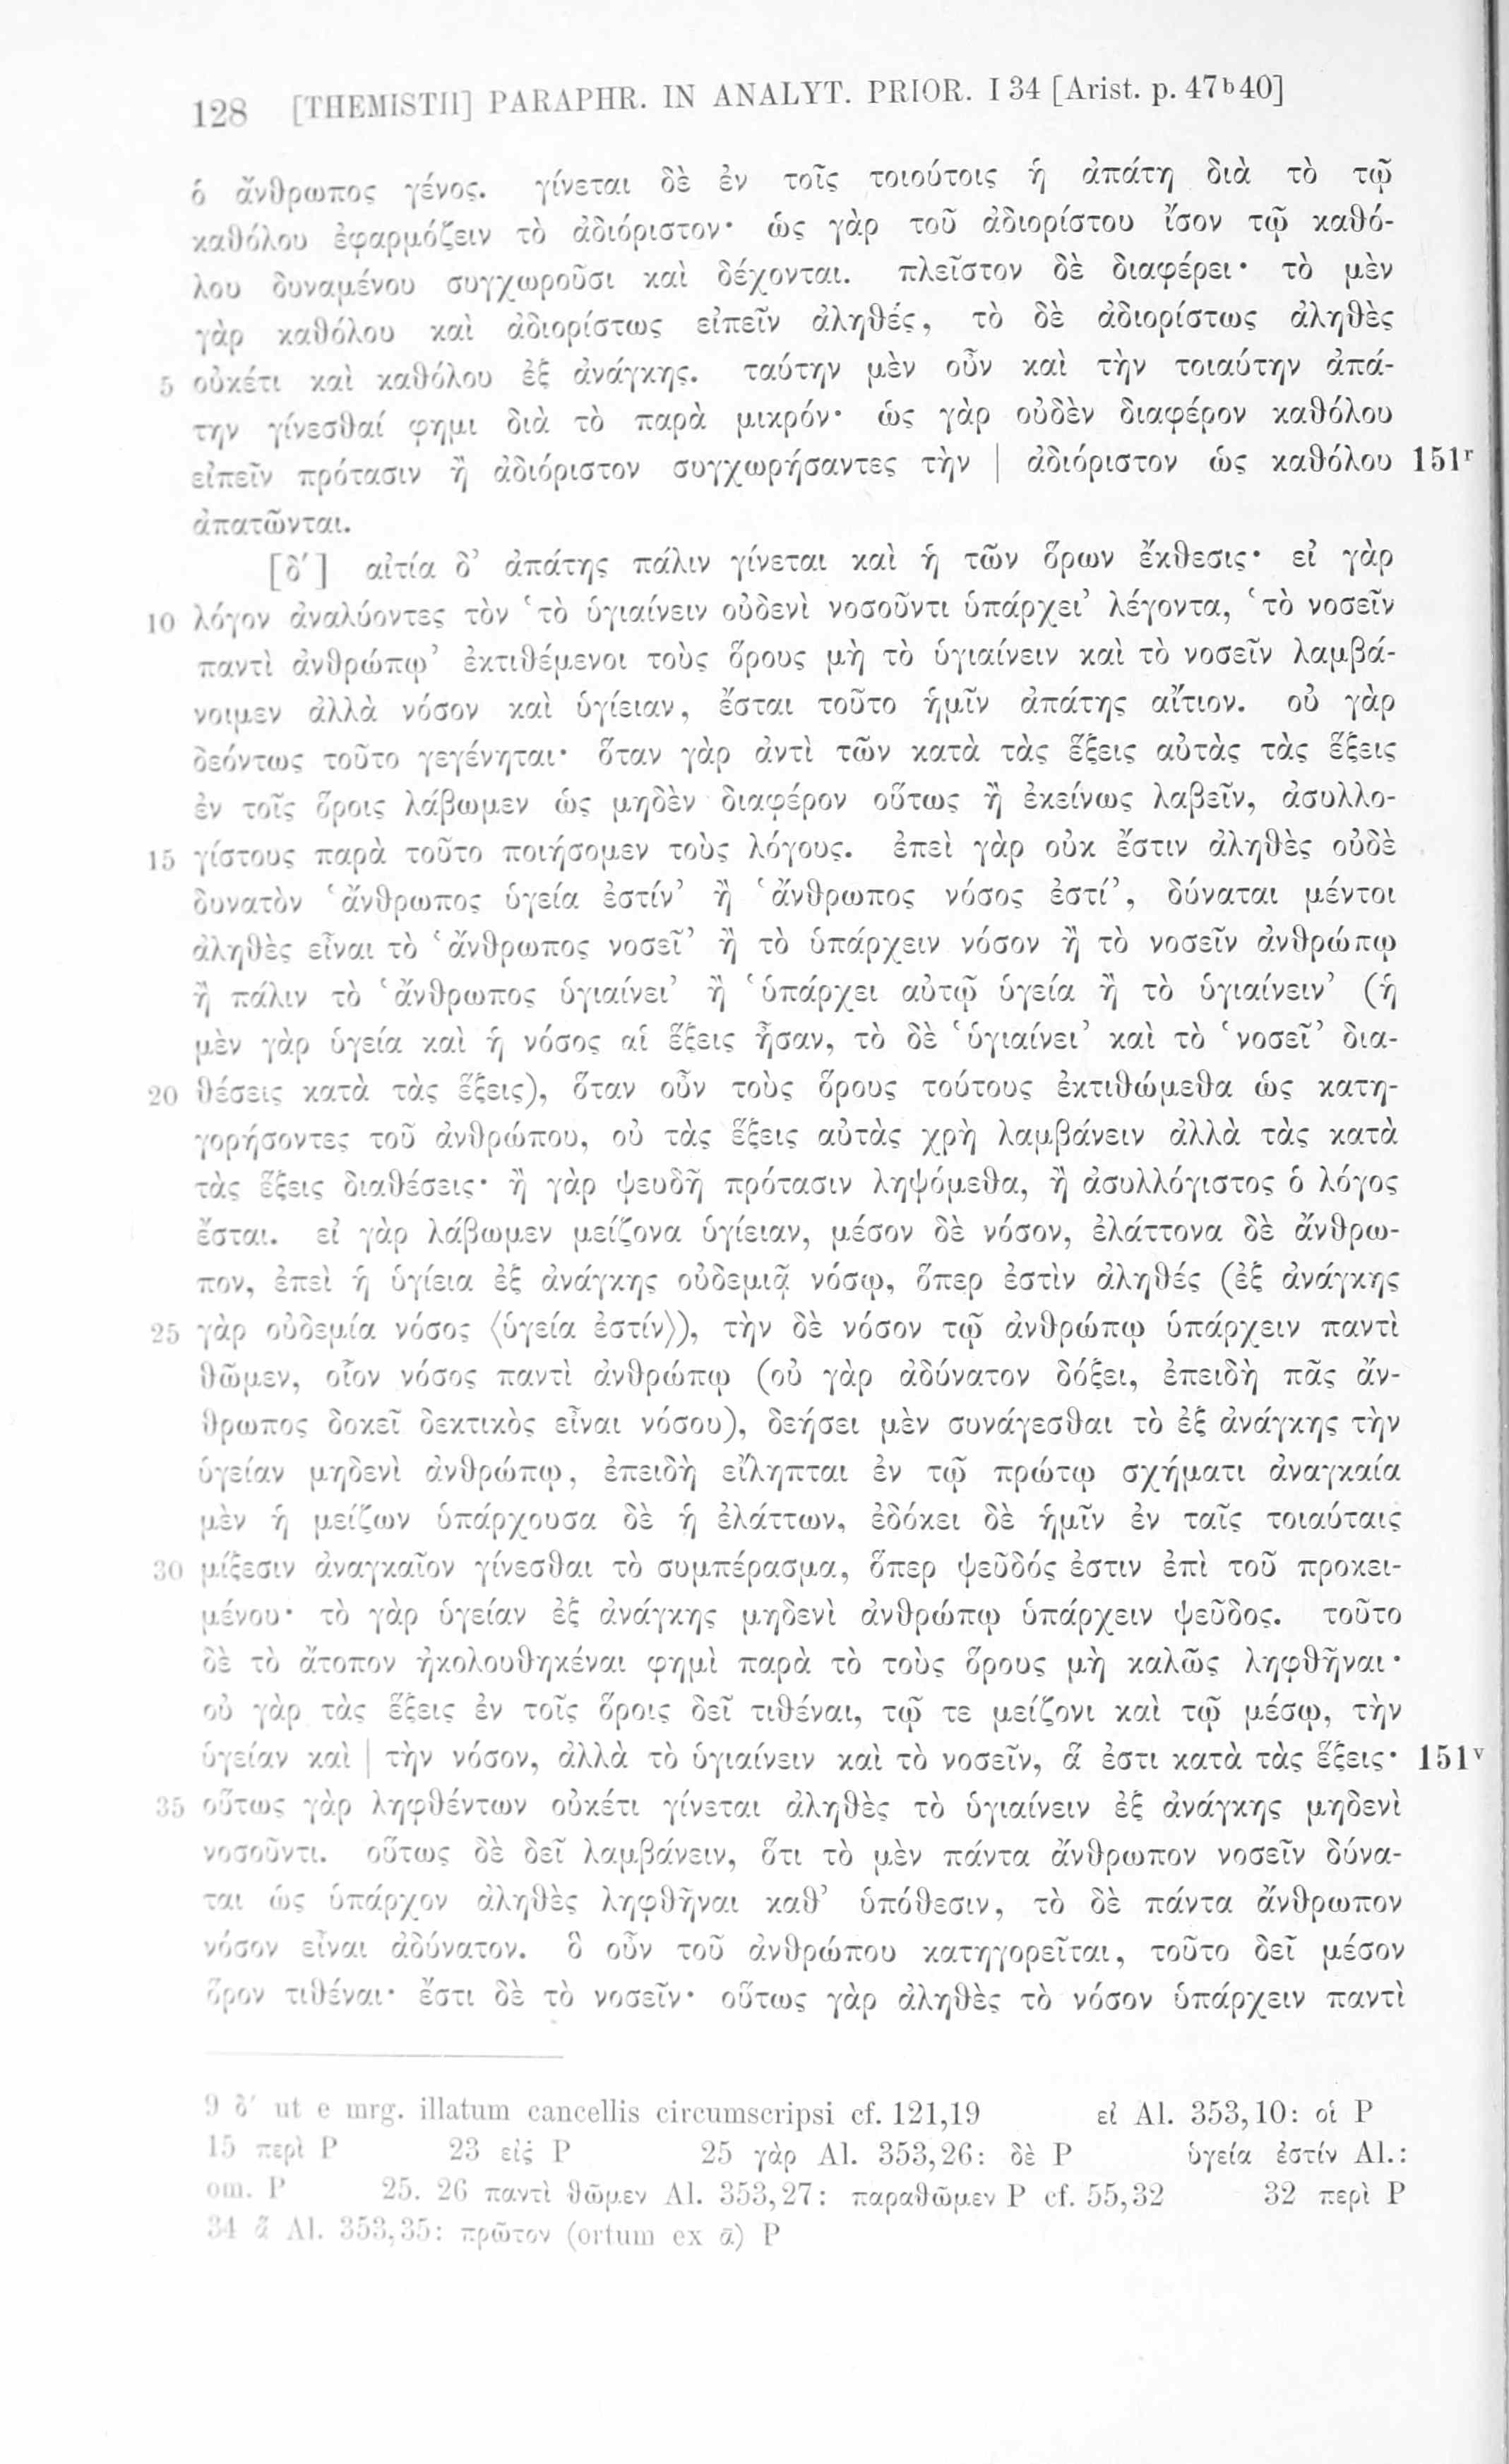 128 [THEMISTII] PARAPHR. IN ANALYT. PRIOR. I 34 [Arist. p. 47ᵇ40]
ὁ ἄνθρωπος γένος. γίνεται δὲ ἐν τοῖς τοιούτοις ἡ ἀπάτη διὰ τὸ τῷ
καθόλου ἐφαρμόζειν τὸ ἀδιόριστον· ὡς γὰρ τοῦ ἀδιορίστου ἴσον τῷ καθό-
λου δυναμένου συγχωροῦσι καὶ δέχονται. πλεῖστον δὲ διαφέρει· τὸ μὲν
γὰρ καθόλου καὶ ἀδιορίστως εἰπεῖν ἀληθές, τὸ δὲ ἀδιορίστως ἀληθὲς
5 οὐκέτι καὶ καθόλου ἐξ ἀνάγκης. ταύτην μὲν οὖν καὶ τὴν τοιαύτην ἀπά-
την γίνεσθαί φημι διὰ τὸ παρὰ μικρόν· ὡς γὰρ οὐδὲν διαφέρον καθόλου
εἰπεῖν πρότασιν ἢ ἀδιόριστον συγχωρήσαντες τὴν | ἀδιόριστον ὡς καθόλου 151ʳ
ἀπατῶνται.
[δ′] αἰτία δ’ ἀπάτης πάλιν γίνεται καὶ ἡ τῶν ὅρων ἔκθεσις· εἰ γὰρ
10 λόγον ἀναλύοντες τὸν ‘τὸ ὑγιαίνειν οὐδενὶ νοσοῦντι ὑπάρχει’ λέγοντα, ‘τὸ νοσεῖν
παντὶ ἀνθρώπῳ’ ἐκτιθέμενοι τοὺς ὅρους μὴ τὸ ὑγιαίνειν καὶ τὸ νοσεῖν λαμβά-
νοιμεν ἀλλὰ νόσον καὶ ὑγίειαν, ἔσται τοῦτο ἡμῖν ἀπάτης αἴτιον. οὐ γὰρ
δεόντως τοῦτο γεγένηται· ὅταν γὰρ ἀντὶ τῶν κατὰ τὰς ἕξεις αὐτὰς τὰς ἕξεις
ἐν τοῖς ὅροις λάβωμεν ὡς μηδὲν διαφέρον οὕτως ἢ ἐκείνως λαβεῖν, ἀσυλλο-
15 γίστους παρὰ τοῦτο ποιήσομεν τοὺς λόγους. ἐπεὶ γὰρ οὐκ ἔστιν ἀληθὲς οὐδὲ
δυνατὸν ‘ἄνθρωπος ὑγεία ἐστίν’ ἢ ‘ἄνθρωπος νόσος ἐστί’, δύναται μέντοι
ἀληθὲς εἶναι τὸ ‘ἄνθρωπος νοσεῖ’ ἢ τὸ ὑπάρχειν νόσον ἢ τὸ νοσεῖν ἀνθρώπῳ
ἢ πάλιν τὸ ‘ἄνθρωπος ὑγιαίνει’ ἢ ‘ὑπάρχει αὐτῷ ὑγεία ἢ τὸ ὑγιαίνειν’ (ἡ
μὲν γὰρ ὑγεία καὶ ἡ νόσος αἱ ἕξεις ἦσαν, τὸ δὲ ‘ὑγιαίνει’ καὶ τὸ ‘νοσεῖ’ δια-
20 θέσεις κατὰ τὰς ἕξεις), ὅταν οὖν τοὺς ὅρους τούτους ἐκτιθώμεθα ὡς κατη-
γορήσοντες τοῦ ἀνθρώπου, οὐ τὰς ἕξεις αὐτὰς χρὴ λαμβάνειν ἀλλὰ τὰς κατὰ
τὰς ἕξεις διαθέσεις· ἢ γὰρ ψευδῆ πρότασιν ληψόμεθα, ἢ ἀσυλλόγιστος ὁ λόγος
ἔσται. εἰ γὰρ λάβωμεν μείζονα ὑγίειαν, μέσον δὲ νόσον, ἐλάττονα δὲ ἄνθρω-
πον, ἐπεὶ ἡ ὑγίεια ἐξ ἀνάγκης οὐδεμιᾷ νόσῳ, ὅπερ ἐστὶν ἀληθές (ἐξ ἀνάγκης
25 γὰρ οὐδεμία νόσος ⟨ὑγεία ἐστίν⟩), τὴν δὲ νόσον τῷ ἀνθρώπῳ ὑπάρχειν παντὶ
θῶμεν, οἷον νόσος παντὶ ἀνθρώπῳ (οὐ γὰρ ἀδύνατον δόξει, ἐπειδὴ πᾶς ἄν-
θρωπος δοκεῖ δεκτικὸς εἶναι νόσου), δεήσει μὲν συνάγεσθαι τὸ ἐξ ἀνάγκης τὴν
ὑγείαν μηδενὶ ἀνθρώπῳ, ἐπειδὴ εἴληπται ἐν τῷ πρώτῳ σχήματι ἀναγκαία
μὲν ἡ μείζων ὑπάρχουσα δὲ ἡ ἐλάττων, ἐδόκει δὲ ἡμῖν ἐν ταῖς τοιαύταις
30 μίξεσιν ἀναγκαῖον γίνεσθαι τὸ συμπέρασμα, ὅπερ ψεῦδός ἐστιν ἐπὶ τοῦ προκει-
μένου· τὸ γὰρ ὑγείαν ἐξ ἀνάγκης μηδενὶ ἀνθρώπῳ ὑπάρχειν ψεῦδος. τοῦτο
δὲ τὸ ἄτοπον ἠκολουθηκέναι φημὶ παρὰ τὸ τοὺς ὅρους μὴ καλῶς ληφθῆναι·
οὐ γὰρ τὰς ἕξεις ἐν τοῖς ὅροις δεῖ τιθέναι, τῷ τε μείζονι καὶ τῷ μέσῳ, τὴν
ὑγείαν καὶ | τὴν νόσον, ἀλλὰ τὸ ὑγιαίνειν καὶ τὸ νοσεῖν, ἅ ἐστι κατὰ τὰς ἕξεις· 151ᵛ
35 οὕτως γὰρ ληφθέντων οὐκέτι γίνεται ἀληθὲς τὸ ὑγιαίνειν ἐξ ἀνάγκης μηδενὶ
νοσοῦντι. οὕτως δὲ δεῖ λαμβάνειν, ὅτι τὸ μὲν πάντα ἄνθρωπον νοσεῖν δύνα-
ται ὡς ὑπάρχον ἀληθὲς ληφθῆναι καθ’ ὑπόθεσιν, τὸ δὲ πάντα ἄνθρωπον
νόσον εἶναι ἀδύνατον. ὃ οὖν τοῦ ἀνθρώπου κατηγορεῖται, τοῦτο δεῖ μέσον
ὅρον τιθέναι· ἔστι δὲ τὸ νοσεῖν· οὕτως γὰρ ἀληθὲς τὸ νόσον ὑπάρχειν παντὶ
9 δ′ ut e mrg. illatum cancellis circumscripsi cf. 121,19 εἰ Al. 353,10: οἱ P
15 περὶ P 23 εἰς P 25 γὰρ Al. 353,26: δὲ P ὑγεία ἐστίν Al.:
om. P 25. 26 παντὶ θῶμεν Al. 353,27: παραθῶμεν P cf. 55,32 32 περὶ P
34 ἅ Al. 353,35: πρῶτον (ortum ex ᾱ) P